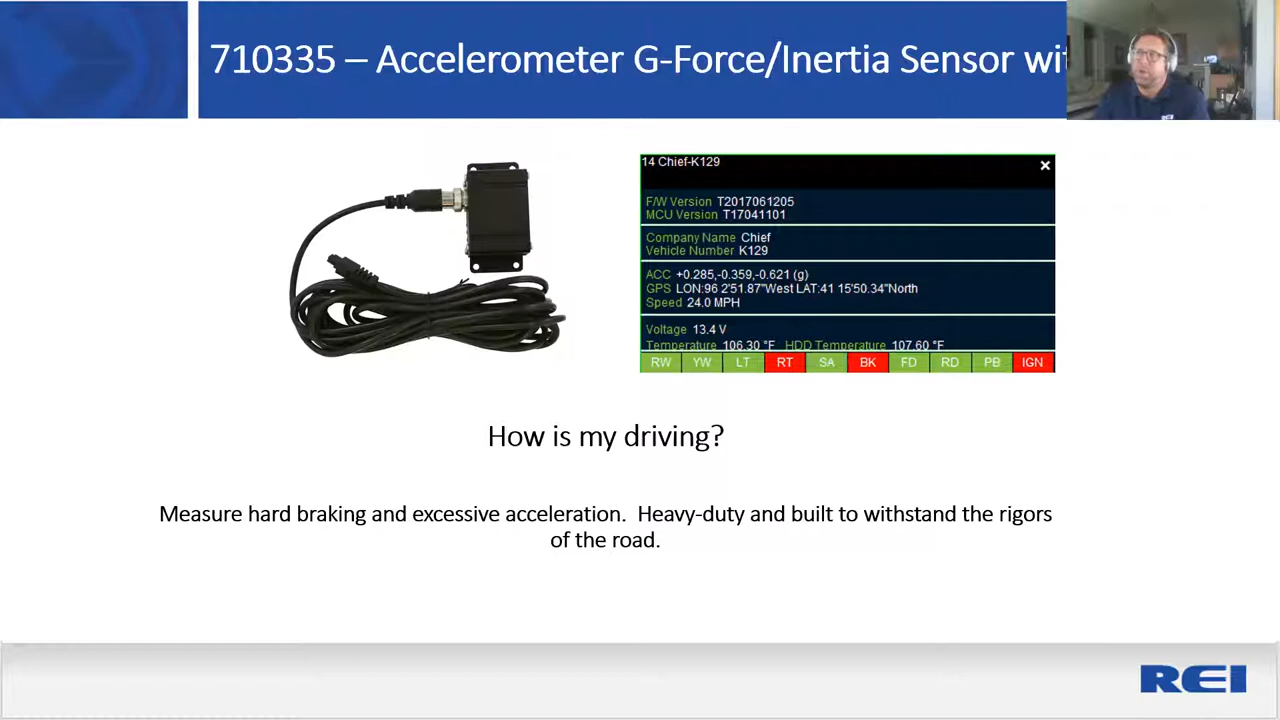 710335 – Accelerometer G-Force/Inertia Sensor
14 Chief-K129
F/W Version T2017061205
MCU Version T17041101
Company Name Chief
Vehicle Number K129
ACC +0.285,-0.359,-0.621 (g)
GPS LON:96 2'51.87"West LAT:41 15'50.34"North
Speed 24.0 MPH
Voltage 13.4 V
Temperature 106.30 °F HDD Temperature 107.60 °F
RW YW LT RT SA BK FD RD PB IGN
How is my driving?
Measure hard braking and excessive acceleration. Heavy-duty and built to withstand the rigors
of the road.
REI
REI